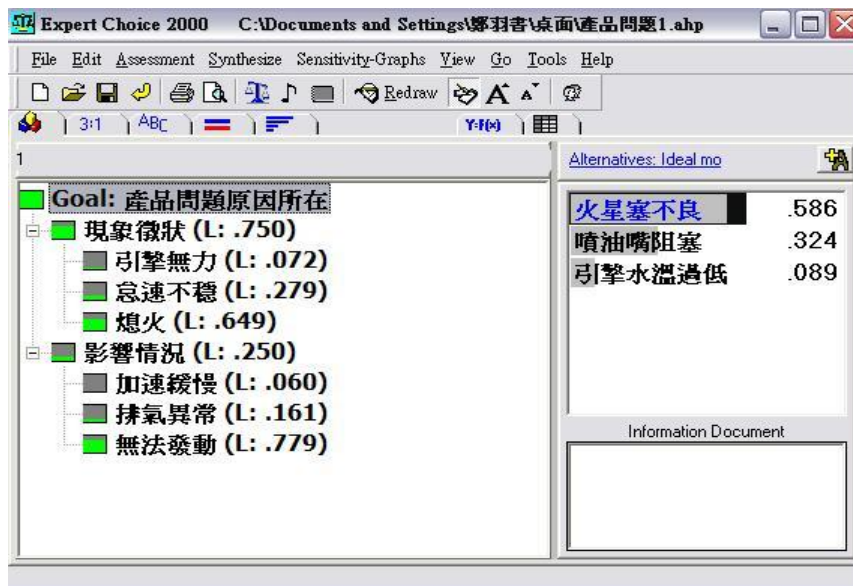 Expert Choice 2000 C:\Documents and Settings\鄭羽書\桌面\產品問題1.ahp
File Edit Assessment Synthesize Sensitivity-Graphs View Go Tools Help
Redraw A A
3:1 ABC Y=F(x)
1
Alternatives: Ideal mo
Goal: 產品問題原因所在
現象徵狀 (L: .750)
引擎無力 (L: .072)
怠速不穩 (L: .279)
熄火 (L: .649)
影響情況 (L: .250)
加速緩慢 (L: .060)
排氣異常 (L: .161)
無法發動 (L: .779)
火星塞不良 .586
噴油嘴阻塞 .324
引擎水溫過低 .089
Information Document